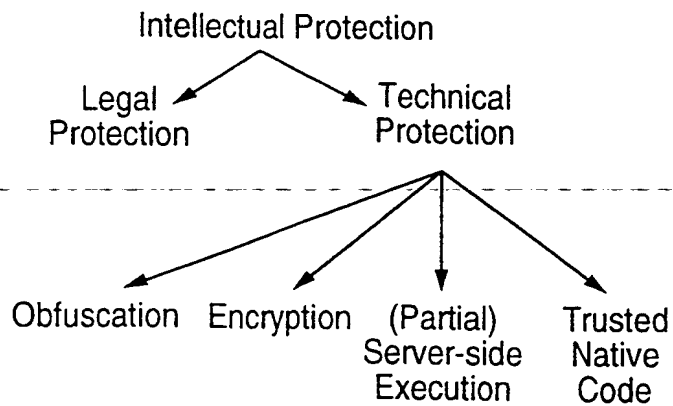 Intellectual Protection
Legal
Protection
Technical
Protection
Obfuscation
Encryption
(Partial)
Server-side
Execution
Trusted
Native
Code